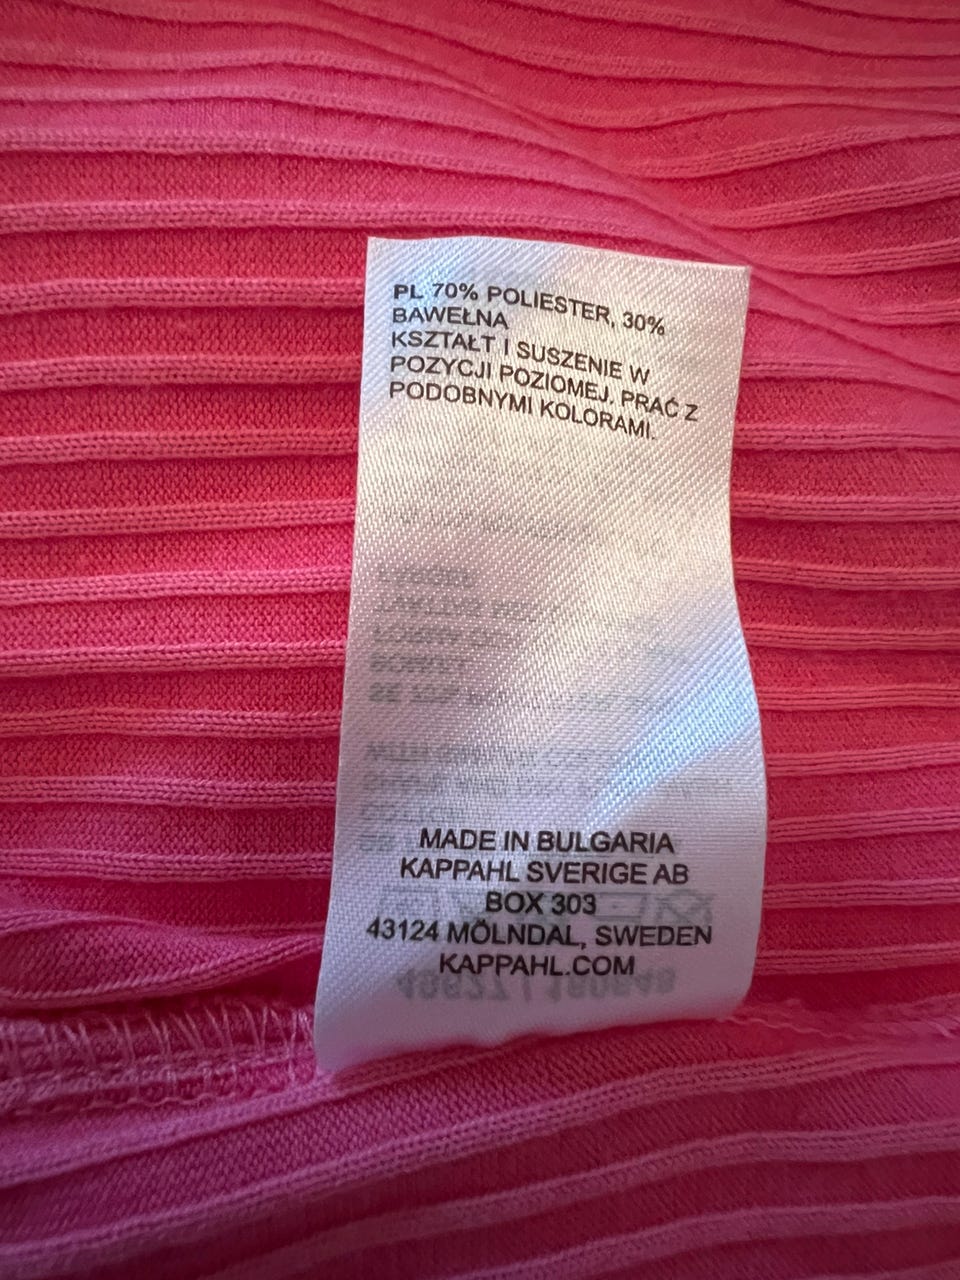 PL 70% POLIESTER, 30%
BAWEŁNA
KSZTAŁT I SUSZENIE W
POZYCJI POZIOMEJ. PRAĆ Z
PODOBNYMI KOLORAMI.
MADE IN BULGARIA
KAPPAHL SVERIGE AB
BOX 303
43124 MÖLNDAL, SWEDEN
KAPPAHL.COM